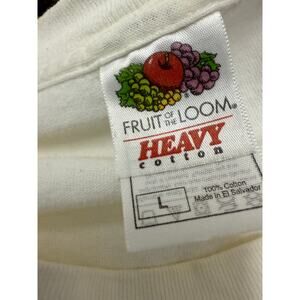 FRUIT OF THE LOOM®
HEAVY
cotton
L
100% Cotton
Made in El Salvador